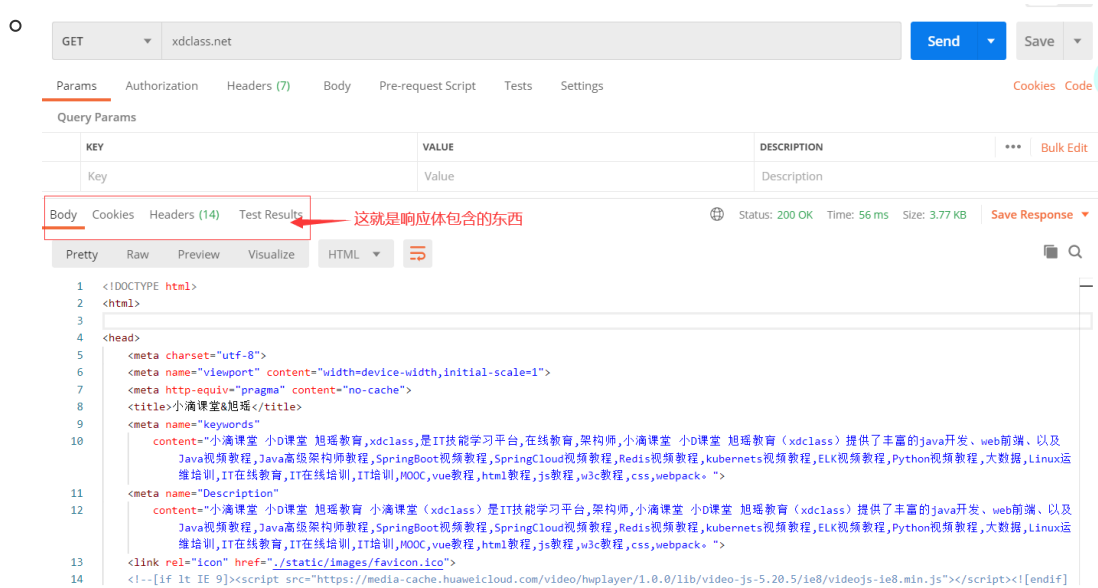 GET xdclass.net Send Save
Params Authorization Headers (7) Body Pre-request Script Tests Settings Cookies Code
Query Params
KEY VALUE DESCRIPTION ••• Bulk Edit
Key Value Description
Body Cookies Headers (14) Test Results 这就是响应体包含的东西 Status: 200 OK Time: 56 ms Size: 3.77 KB Save Response
Pretty Raw Preview Visualize HTML
1 <!DOCTYPE html>
2 <html>
3
4 <head>
5 <meta charset="utf-8">
6 <meta name="viewport" content="width=device-width,initial-scale=1">
7 <meta http-equiv="pragma" content="no-cache">
8 <title>小滴课堂&旭瑶</title>
9 <meta name="keywords"
10 content="小滴课堂 小D课堂 旭瑶教育,xdclass,是IT技能学习平台,在线教育,架构师,小滴课堂 小D课堂 旭瑶教育（xdclass）提供了丰富的java开发、web前端、以及
Java视频教程,Java高级架构师教程,SpringBoot视频教程,SpringCloud视频教程,Redis视频教程,kubernets视频教程,ELK视频教程,Python视频教程,大数据,Linux运
维培训,IT在线教育,IT在线培训,IT培训,MOOC,vue教程,html教程,js教程,w3c教程,css,webpack。">
11 <meta name="Description"
12 content="小滴课堂 小D课堂 旭瑶教育 小滴课堂（xdclass）是IT技能学习平台,架构师,小滴课堂 小D课堂 旭瑶教育（xdclass）提供了丰富的java开发、web前端、以及
Java视频教程,Java高级架构师教程,SpringBoot视频教程,SpringCloud视频教程,Redis视频教程,kubernets视频教程,ELK视频教程,Python视频教程,大数据,Linux运
维培训,IT在线教育,IT在线培训,IT培训,MOOC,vue教程,html教程,js教程,w3c教程,css,webpack。">
13 <link rel="icon" href="./static/images/favicon.ico">
14 <!--[if lt IE 9]><script src="https://media-cache.huaweicloud.com/video/hwplayer/1.0.0/lib/video-js-5.20.5/ie8/videojs-ie8.min.js"></script><![endif]